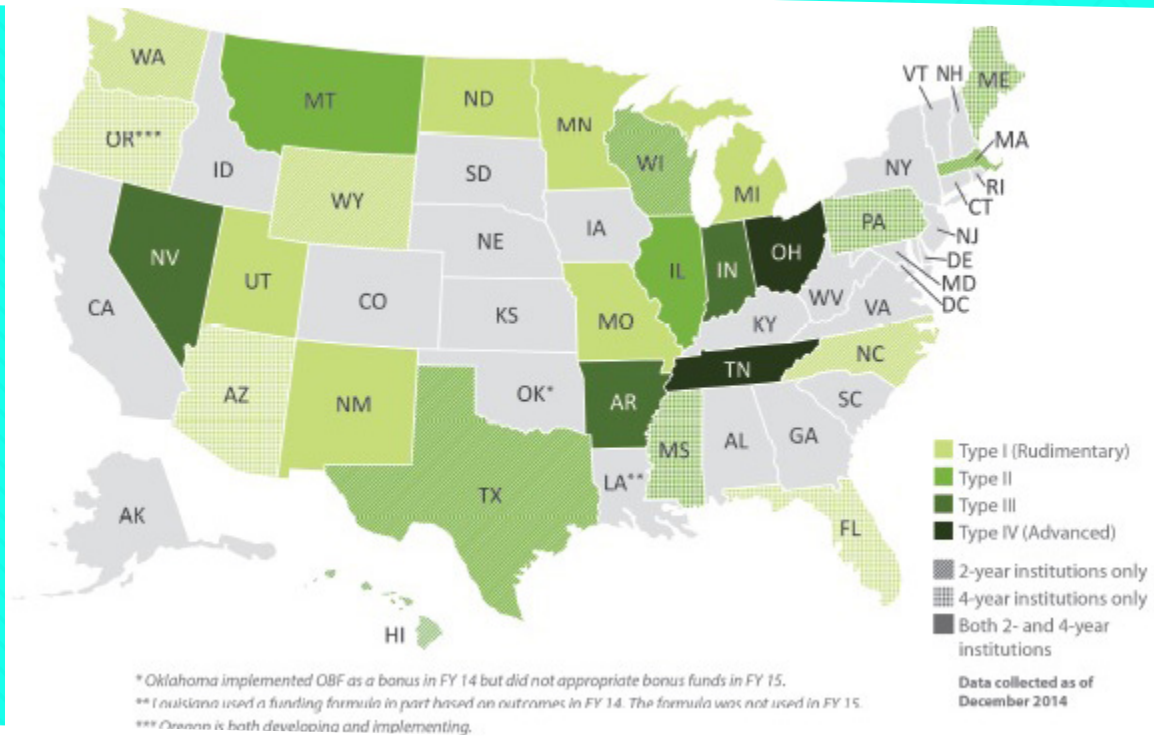 WA
MT
ND
MN
VT NH
ME
OR***
ID
SD
WI
MI
NY
MA
RI
CT
WY
NE
IA
PA
NJ
DE
MD
DC
NV
UT
CO
KS
IL
IN
OH
WV
VA
CA
MO
KY
NC
AZ
NM
OK*
AR
TN
SC
MS
AL
GA
TX
LA**
FL
AK
HI
Type I (Rudimentary)
Type II
Type III
Type IV (Advanced)
2-year institutions only
4-year institutions only
Both 2- and 4-year
institutions
Data collected as of
December 2014
* Oklahoma implemented OBF as a bonus in FY 14 but did not appropriate bonus funds in FY 15.
** Louisiana used a funding formula in part based on outcomes in FY 14. The formula was not used in FY 15.
*** Oregon is both developing and implementing.